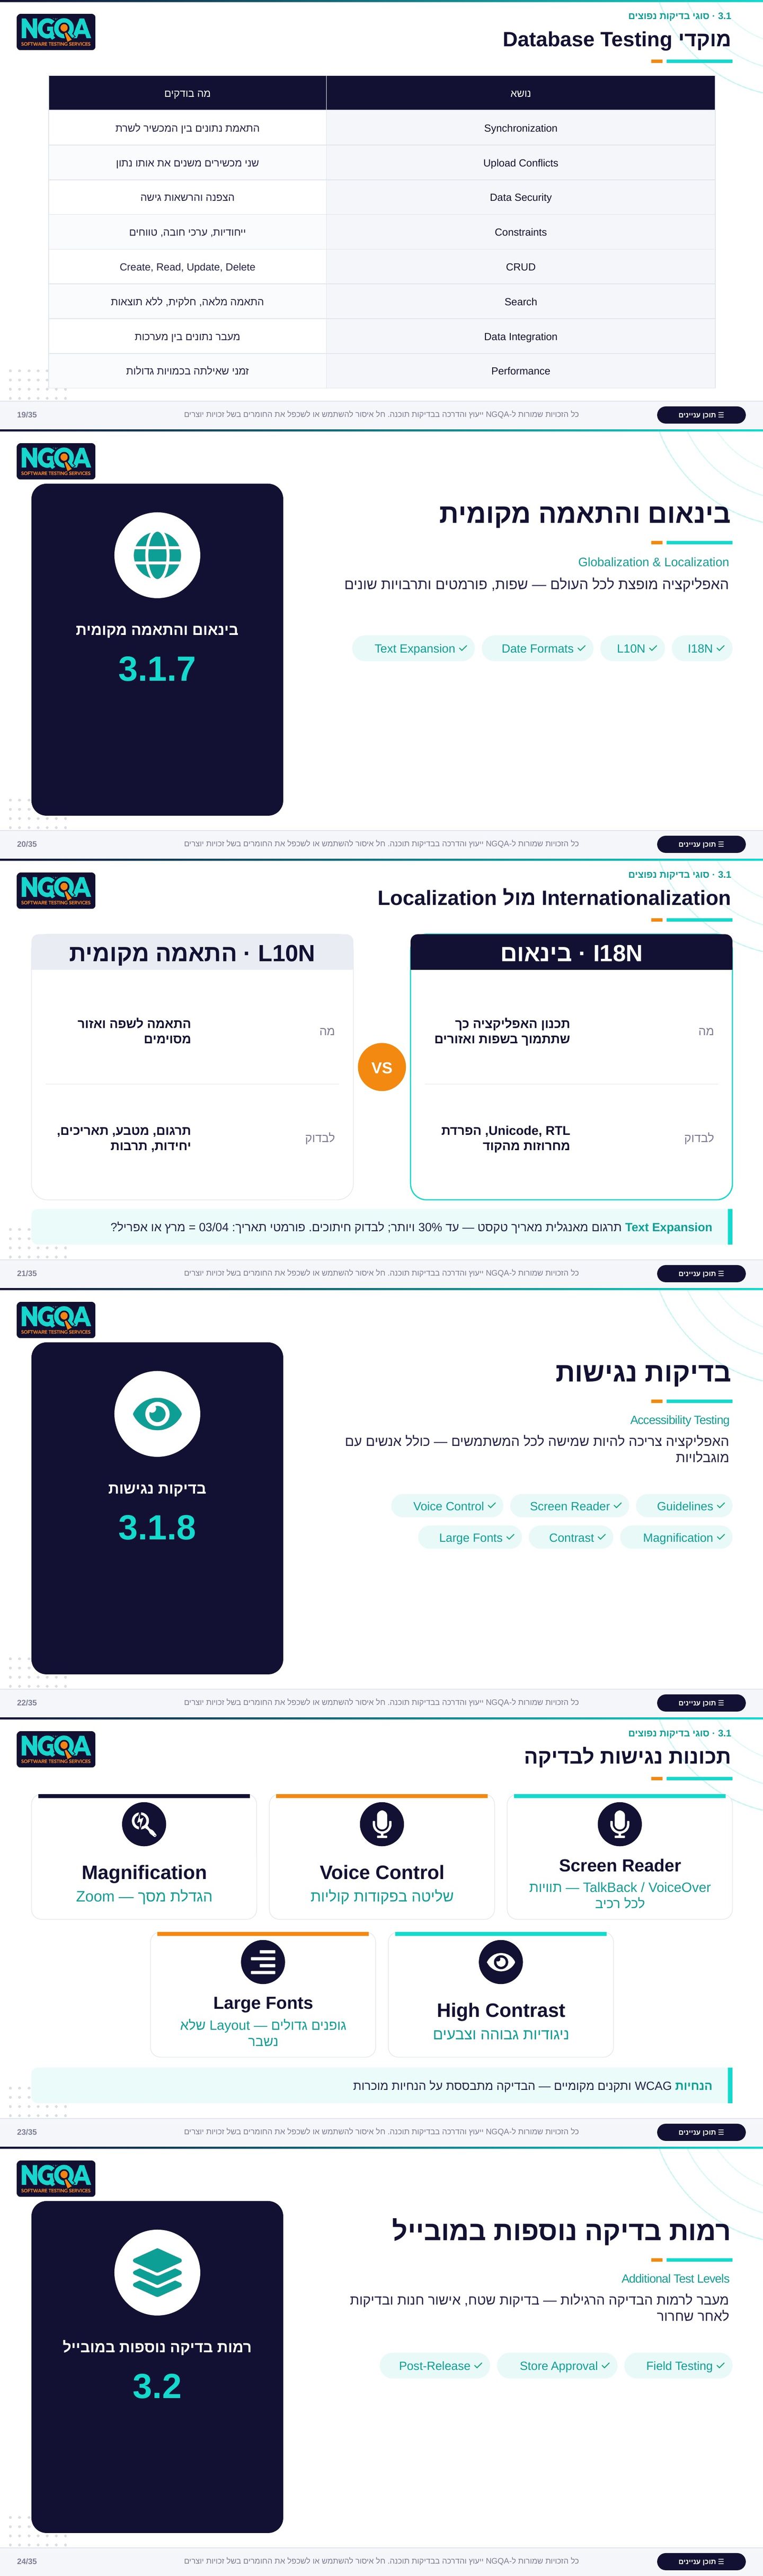 NGQA
SOFTWARE TESTING SERVICES
3.1 · סוגי בדיקות נפוצים
מוקדי Database Testing
נושא | מה בודקים
Synchronization | התאמת נתונים בין המכשיר לשרת
Upload Conflicts | שני מכשירים משנים את אותו נתון
Data Security | הצפנה והרשאות גישה
Constraints | ייחודיות, ערכי חובה, טווחים
CRUD | Create, Read, Update, Delete
Search | התאמה מלאה, חלקית, ללא תוצאות
Data Integration | מעבר נתונים בין מערכות
Performance | זמני שאילתה בכמויות גדולות
☰ תוכן עניינים
כל הזכויות שמורות ל-NGQA ייעוץ והדרכה בבדיקות תוכנה. חל איסור להשתמש או לשכפל את החומרים בשל זכויות יוצרים
19/35
NGQA
SOFTWARE TESTING SERVICES
בינאום והתאמה מקומית
Globalization & Localization
האפליקציה מופצת לכל העולם — שפות, פורמטים ותרבויות שונים
✓ I18N
✓ L10N
✓ Date Formats
✓ Text Expansion
בינאום והתאמה מקומית
3.1.7
☰ תוכן עניינים
כל הזכויות שמורות ל-NGQA ייעוץ והדרכה בבדיקות תוכנה. חל איסור להשתמש או לשכפל את החומרים בשל זכויות יוצרים
20/35
NGQA
SOFTWARE TESTING SERVICES
3.1 · סוגי בדיקות נפוצים
Internationalization מול Localization
I18N · בינאום
מה
תכנון האפליקציה כך
שתתמוך בשפות ואזורים
לבדוק
Unicode, RTL, הפרדת
מחרוזות מהקוד
VS
L10N · התאמה מקומית
מה
התאמה לשפה ואזור
מסוימים
לבדוק
תרגום, מטבע, תאריכים,
יחידות, תרבות
Text Expansion תרגום מאנגלית מאריך טקסט — עד 30% ויותר; לבדוק חיתוכים. פורמטי תאריך: 03/04 = מרץ או אפריל?
☰ תוכן עניינים
כל הזכויות שמורות ל-NGQA ייעוץ והדרכה בבדיקות תוכנה. חל איסור להשתמש או לשכפל את החומרים בשל זכויות יוצרים
21/35
NGQA
SOFTWARE TESTING SERVICES
בדיקות נגישות
Accessibility Testing
האפליקציה צריכה להיות שמישה לכל המשתמשים — כולל אנשים עם
מוגבלויות
✓ Guidelines
✓ Screen Reader
✓ Voice Control
✓ Magnification
✓ Contrast
✓ Large Fonts
בדיקות נגישות
3.1.8
☰ תוכן עניינים
כל הזכויות שמורות ל-NGQA ייעוץ והדרכה בבדיקות תוכנה. חל איסור להשתמש או לשכפל את החומרים בשל זכויות יוצרים
22/35
NGQA
SOFTWARE TESTING SERVICES
3.1 · סוגי בדיקות נפוצים
תכונות נגישות לבדיקה
Screen Reader
TalkBack / VoiceOver — תוויות
לכל רכיב
Voice Control
שליטה בפקודות קוליות
Magnification
הגדלת מסך — Zoom
High Contrast
ניגודיות גבוהה וצבעים
Large Fonts
גופנים גדולים — Layout שלא
נשבר
הנחיות WCAG ותקנים מקומיים — הבדיקה מתבססת על הנחיות מוכרות
☰ תוכן עניינים
כל הזכויות שמורות ל-NGQA ייעוץ והדרכה בבדיקות תוכנה. חל איסור להשתמש או לשכפל את החומרים בשל זכויות יוצרים
23/35
NGQA
SOFTWARE TESTING SERVICES
רמות בדיקה נוספות במובייל
Additional Test Levels
מעבר לרמות הבדיקה הרגילות — בדיקות שטח, אישור חנות ובדיקות
לאחר שחרור
✓ Field Testing
✓ Store Approval
✓ Post-Release
רמות בדיקה נוספות במובייל
3.2
☰ תוכן עניינים
כל הזכויות שמורות ל-NGQA ייעוץ והדרכה בבדיקות תוכנה. חל איסור להשתמש או לשכפל את החומרים בשל זכויות יוצרים
24/35